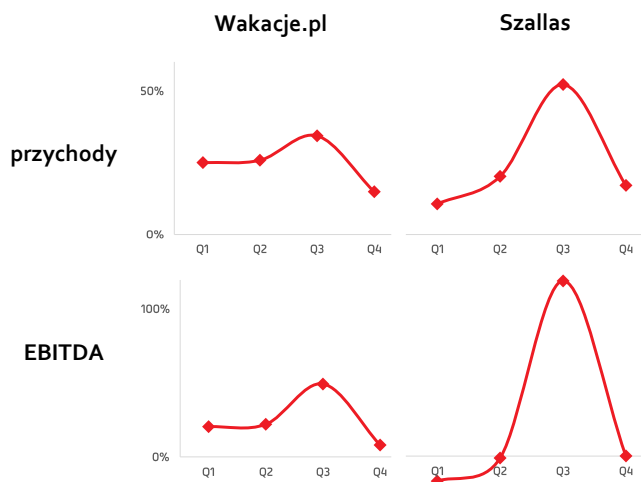 Wakacje.pl Szallas
50%
przychody
0%
Q1 Q2 Q3 Q4 Q1 Q2 Q3 Q4
100%
EBITDA
0%
Q1 Q2 Q3 Q4 Q1 Q2 Q3 Q4